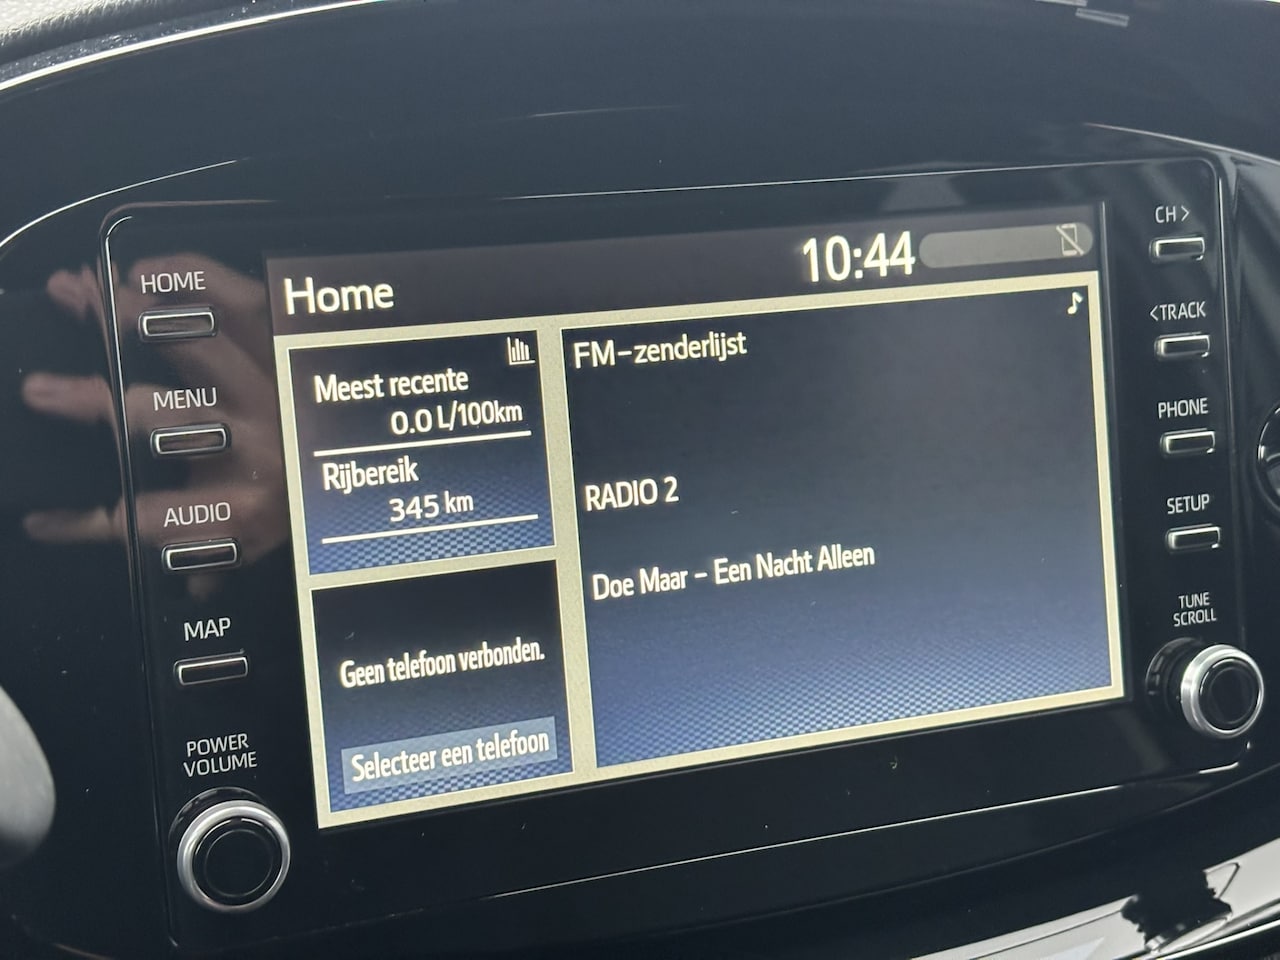 HOME
MENU
AUDIO
MAP
POWER
VOLUME
Home
10:44
Meest recente
0.0 L/100km
Rijbereik
345 km
Geen telefoon verbonden.
Selecteer een telefoon
FM-zenderlijst
RADIO 2
Doe Maar - Een Nacht Alleen
CH >
< TRACK
PHONE
SETUP
TUNE
SCROLL